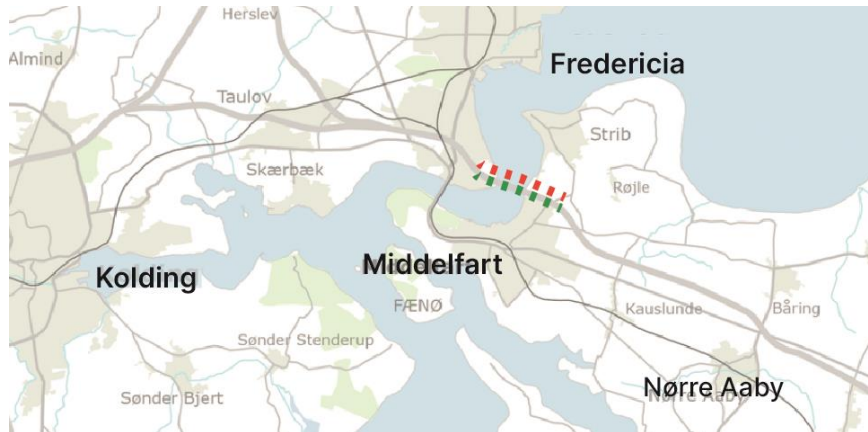 Herslev
Almind
Fredericia
Taulov
Strib
Skærbæk
Røjle
Middelfart
Kolding
FÆNØ
Kauslunde
Båring
Sønder Stenderup
Nørre Aaby
Sønder Bjert